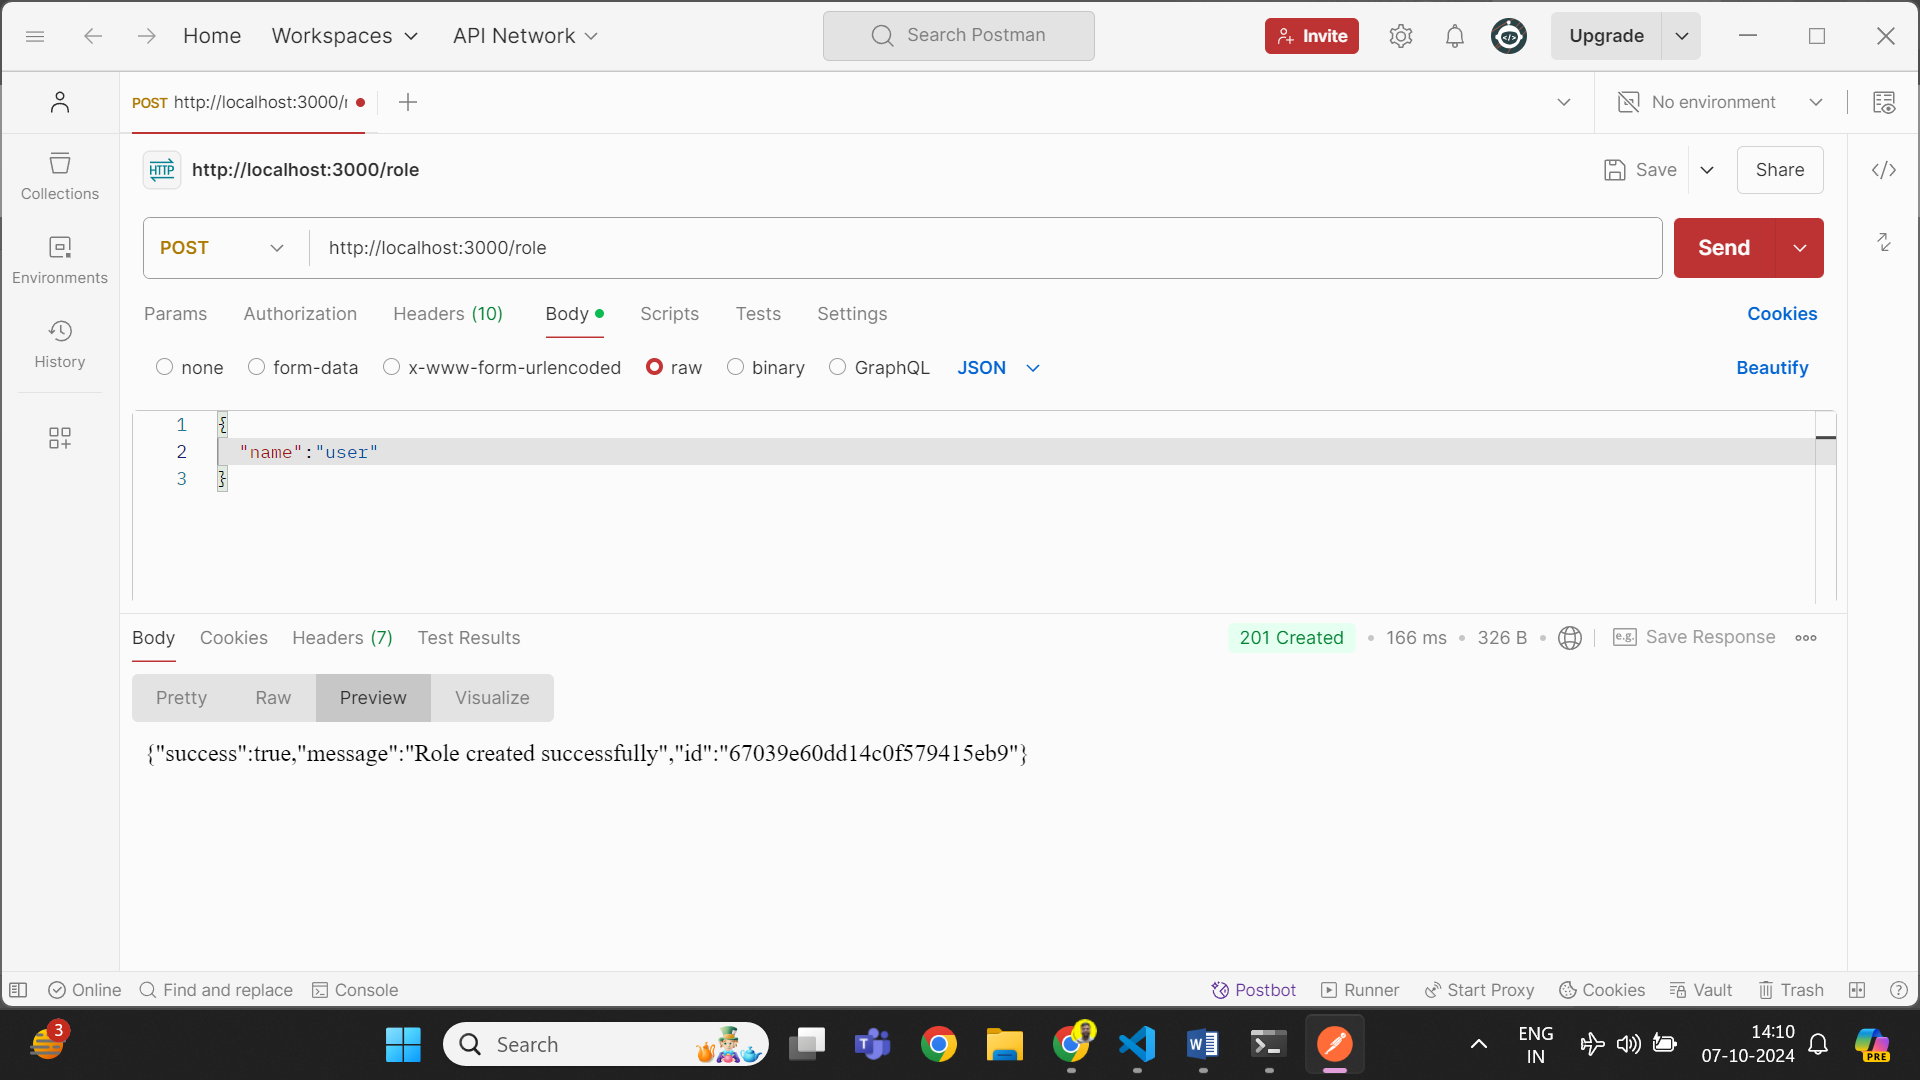 Home Workspaces API Network Search Postman Invite Upgrade
POST http://localhost:3000/r No environment
HTTP http://localhost:3000/role Save Share
POST http://localhost:3000/role Send
Params Authorization Headers (10) Body Scripts Tests Settings Cookies
none form-data x-www-form-urlencoded raw binary GraphQL JSON Beautify
Collections
Environments
History
1 {
2 "name":"user"
3 }
Body Cookies Headers (7) Test Results 201 Created 166 ms 326 B e.g. Save Response
Pretty Raw Preview Visualize
{"success":true,"message":"Role created successfully","id":"67039e60dd14c0f579415eb9"}
Online Find and replace Console Postbot Runner Start Proxy Cookies Vault Trash
3 Search ENG 14:10
IN 07-10-2024 PRE